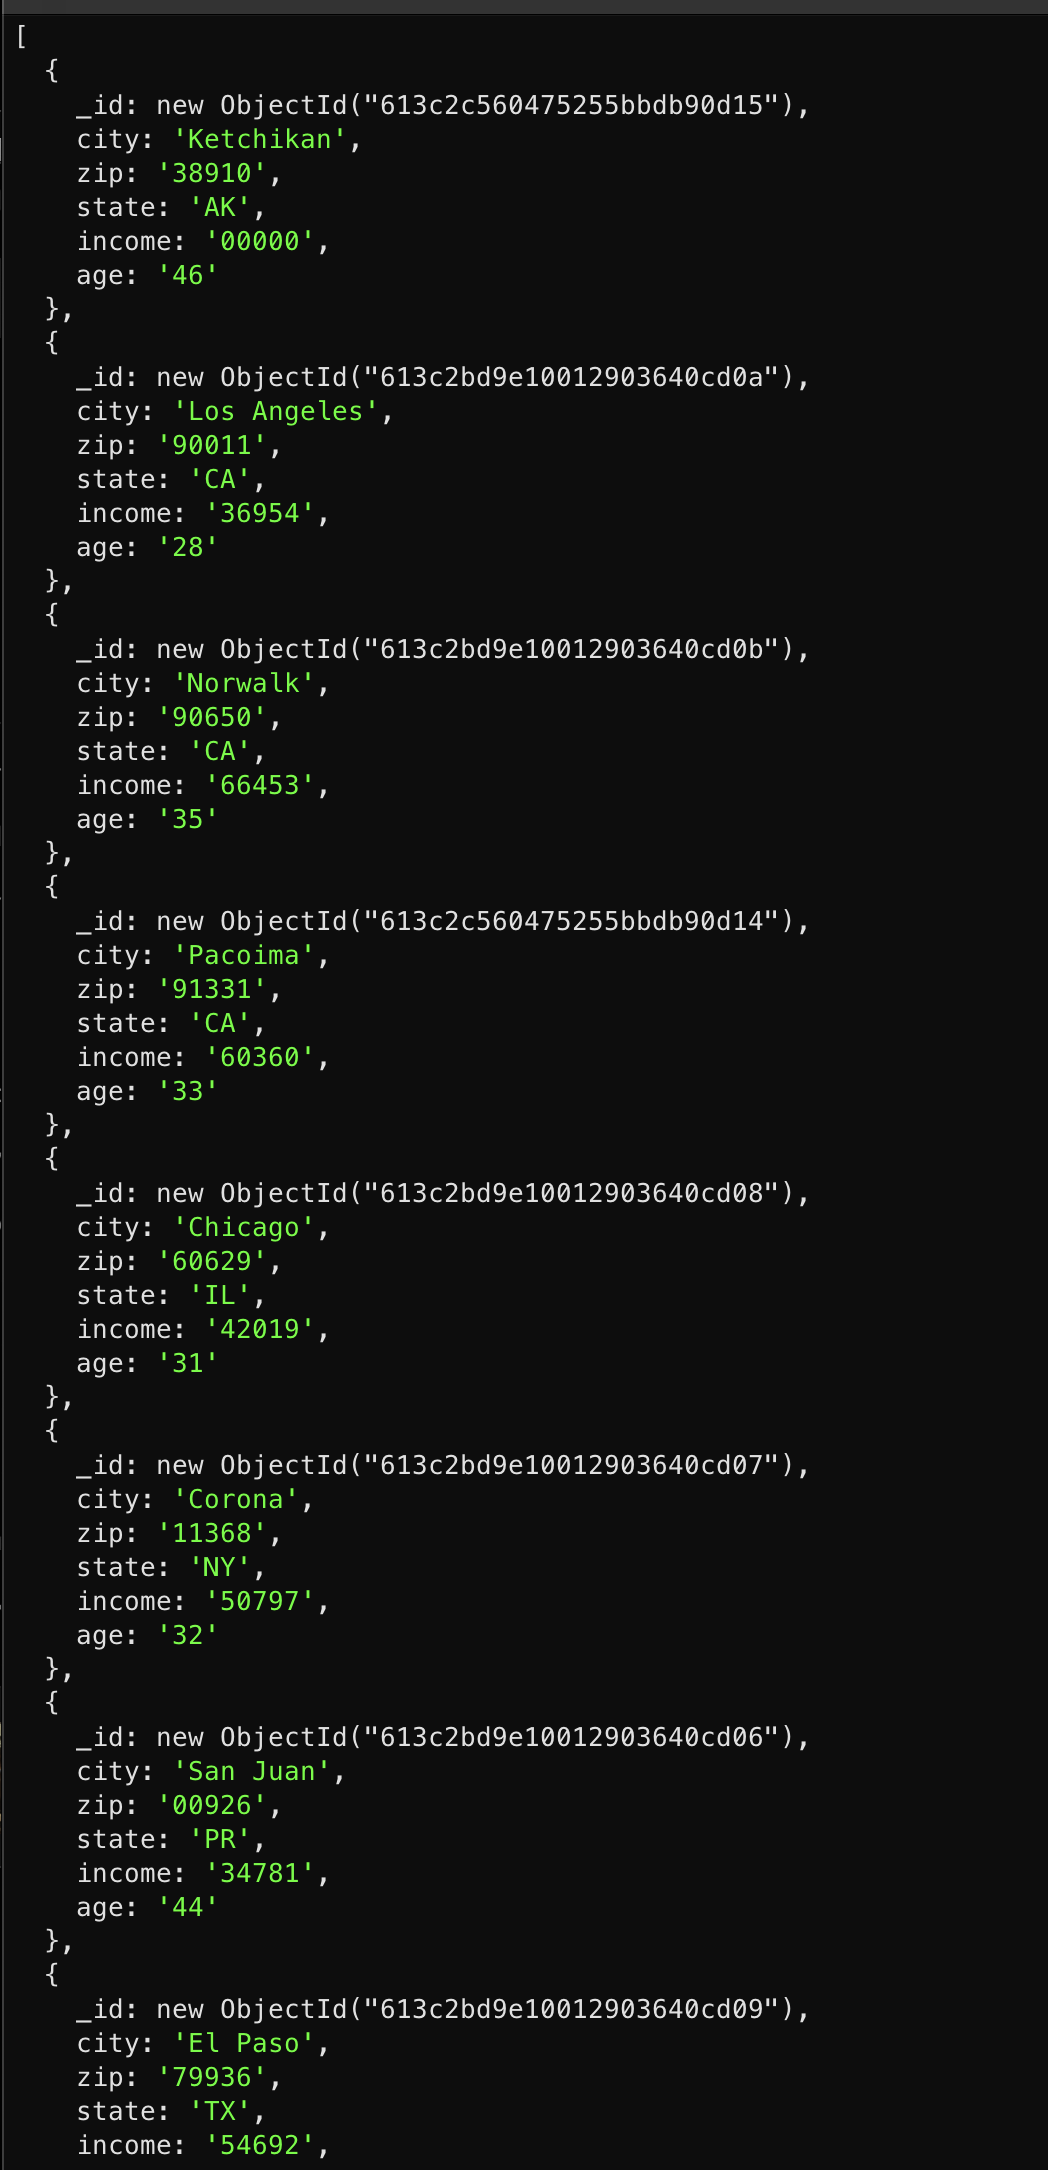 [
  {
    _id: new ObjectId("613c2c560475255bbdb90d15"),
    city: 'Ketchikan',
    zip: '38910',
    state: 'AK',
    income: '00000',
    age: '46'
  },
  {
    _id: new ObjectId("613c2bd9e10012903640cd0a"),
    city: 'Los Angeles',
    zip: '90011',
    state: 'CA',
    income: '36954',
    age: '28'
  },
  {
    _id: new ObjectId("613c2bd9e10012903640cd0b"),
    city: 'Norwalk',
    zip: '90650',
    state: 'CA',
    income: '66453',
    age: '35'
  },
  {
    _id: new ObjectId("613c2c560475255bbdb90d14"),
    city: 'Pacoima',
    zip: '91331',
    state: 'CA',
    income: '60360',
    age: '33'
  },
  {
    _id: new ObjectId("613c2bd9e10012903640cd08"),
    city: 'Chicago',
    zip: '60629',
    state: 'IL',
    income: '42019',
    age: '31'
  },
  {
    _id: new ObjectId("613c2bd9e10012903640cd07"),
    city: 'Corona',
    zip: '11368',
    state: 'NY',
    income: '50797',
    age: '32'
  },
  {
    _id: new ObjectId("613c2bd9e10012903640cd06"),
    city: 'San Juan',
    zip: '00926',
    state: 'PR',
    income: '34781',
    age: '44'
  },
  {
    _id: new ObjectId("613c2bd9e10012903640cd09"),
    city: 'El Paso',
    zip: '79936',
    state: 'TX',
    income: '54692',